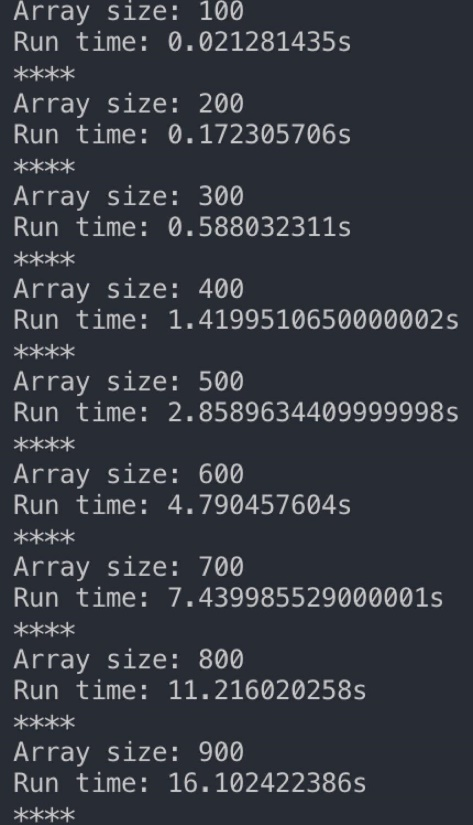 Array size: 100
Run time: 0.021281435s
****
Array size: 200
Run time: 0.172305706s
****
Array size: 300
Run time: 0.588032311s
****
Array size: 400
Run time: 1.4199510650000002s
****
Array size: 500
Run time: 2.8589634409999998s
****
Array size: 600
Run time: 4.790457604s
****
Array size: 700
Run time: 7.439985529000001s
****
Array size: 800
Run time: 11.216020258s
****
Array size: 900
Run time: 16.102422386s
****